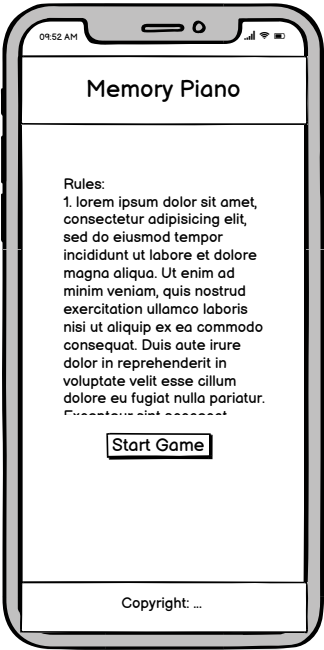 09:52 AM
Memory Piano
Rules:
1. lorem ipsum dolor sit amet,
consectetur adipisicing elit,
sed do eiusmod tempor
incididunt ut labore et dolore
magna aliqua. Ut enim ad
minim veniam, quis nostrud
exercitation ullamco laboris
nisi ut aliquip ex ea commodo
consequat. Duis aute irure
dolor in reprehenderit in
voluptate velit esse cillum
dolore eu fugiat nulla pariatur.
Start Game
Copyright: ...